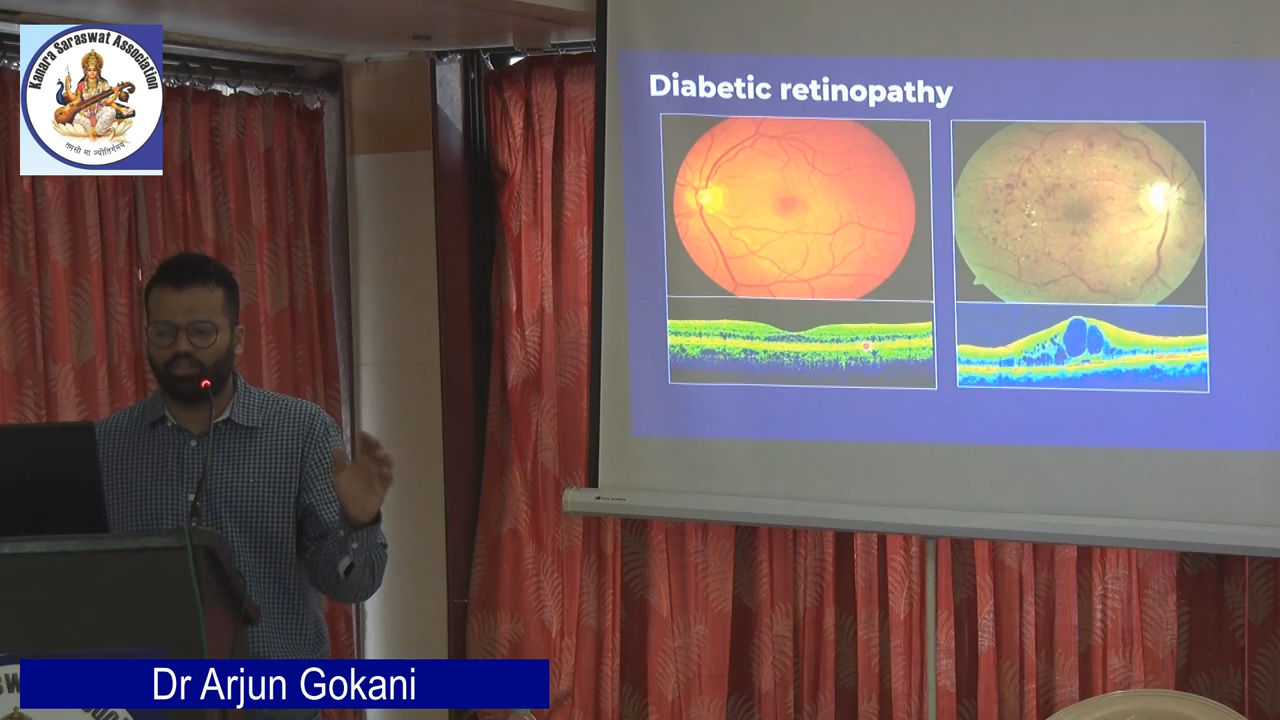 Kanara Saraswat Association
तमसो मा ज्योतिर्गमय
Diabetic retinopathy
Dr Arjun Gokani